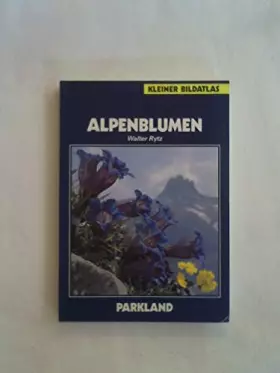 KLEINER BILDATLAS
ALPENBLUMEN
Walter Rytz
PARKLAND